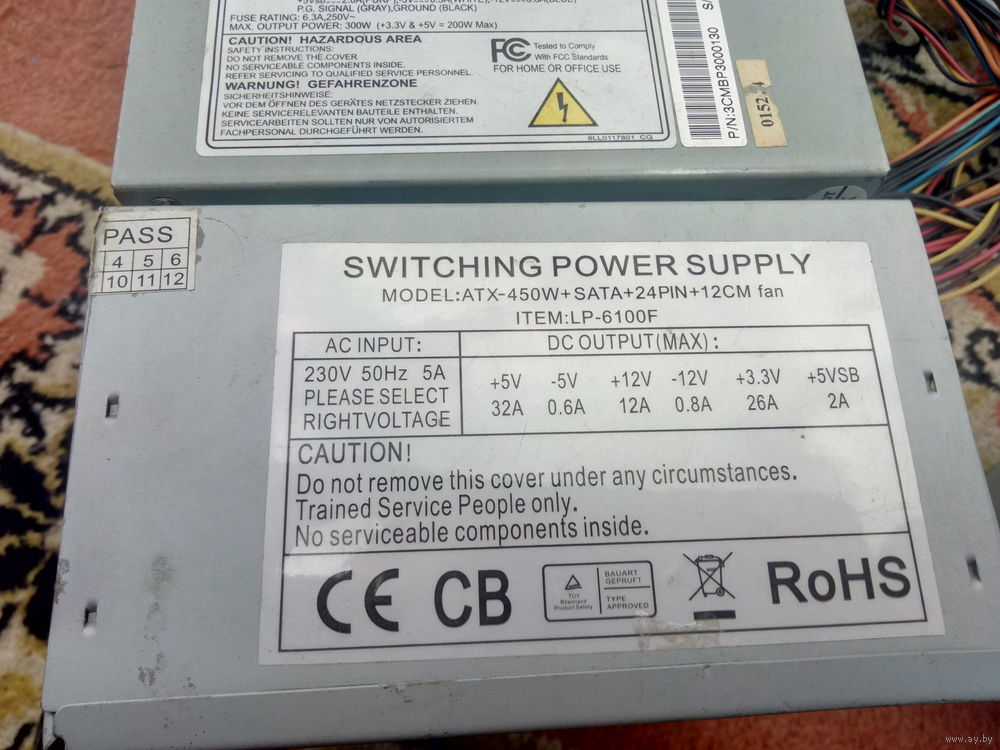 P.G. SIGNAL (GRAY),GROUND (BLACK)
FUSE RATING: 6.3A,250V~
MAX. OUTPUT POWER: 300W (+3.3V & +5V = 200W Max)
CAUTION! HAZARDOUS AREA
SAFETY INSTRUCTIONS:
DO NOT REMOVE THE COVER
NO SERVICEABLE COMPONENTS INSIDE.
REFER SERVICING TO QUALIFIED SERVICE PERSONNEL.
WARNUNG! GEFAHRENZONE
SICHERHEITSHINWEISE:
VOR DEM ÖFFNEN DES GERÄTES NETZSTECKER ZIEHEN.
KEINE SERVICERELEVANTEN BAUTEILE ENTHALTEN.
SERVICEARBEITEN SOLLTEN NUR VON AUTORISIERTEM
FACHPERSONAL DURCHGEFÜHRT WERDEN.
FC Tested to Comply
With FCC Standards
FOR HOME OR OFFICE USE
6LL0117801 CG
P/N:3CMBP3000130
0152
PASS
4 5 6
10 11 12
SWITCHING POWER SUPPLY
MODEL:ATX-450W+SATA+24PIN+12CM fan
ITEM:LP-6100F
AC INPUT: DC OUTPUT(MAX):
230V 50Hz 5A
PLEASE SELECT
RIGHTVOLTAGE
+5V -5V +12V -12V +3.3V +5VSB
32A 0.6A 12A 0.8A 26A 2A
CAUTION!
Do not remove this cover under any circumstances.
Trained Service People only.
No serviceable components inside.
CE CB
TUV
Rheinland
Product Safety
BAUART
GEPRUFT
TYPE
APPROVED
RoHS
www.ay.by